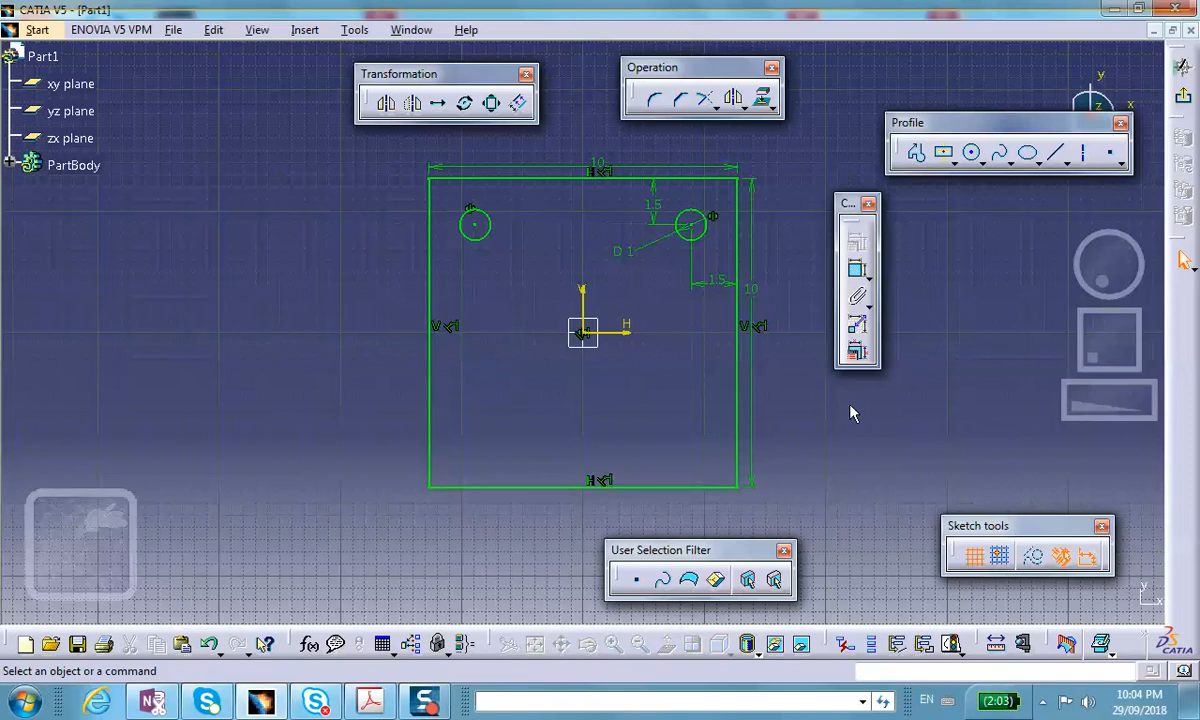 CATIA V5 - [Part1]
Start ENOVIA V5 VPM File Edit View Insert Tools Window Help
Part1
xy plane
yz plane
zx plane
PartBody
Transformation
Operation
Profile
C...
y
x
z
10
H
1.5
D 1
1.5
10
V
H
V
V
H
User Selection Filter
Sketch tools
y
x
f(x)
CATIA
Select an object or a command
EN
(2:03)
10:04 PM
29/09/2018